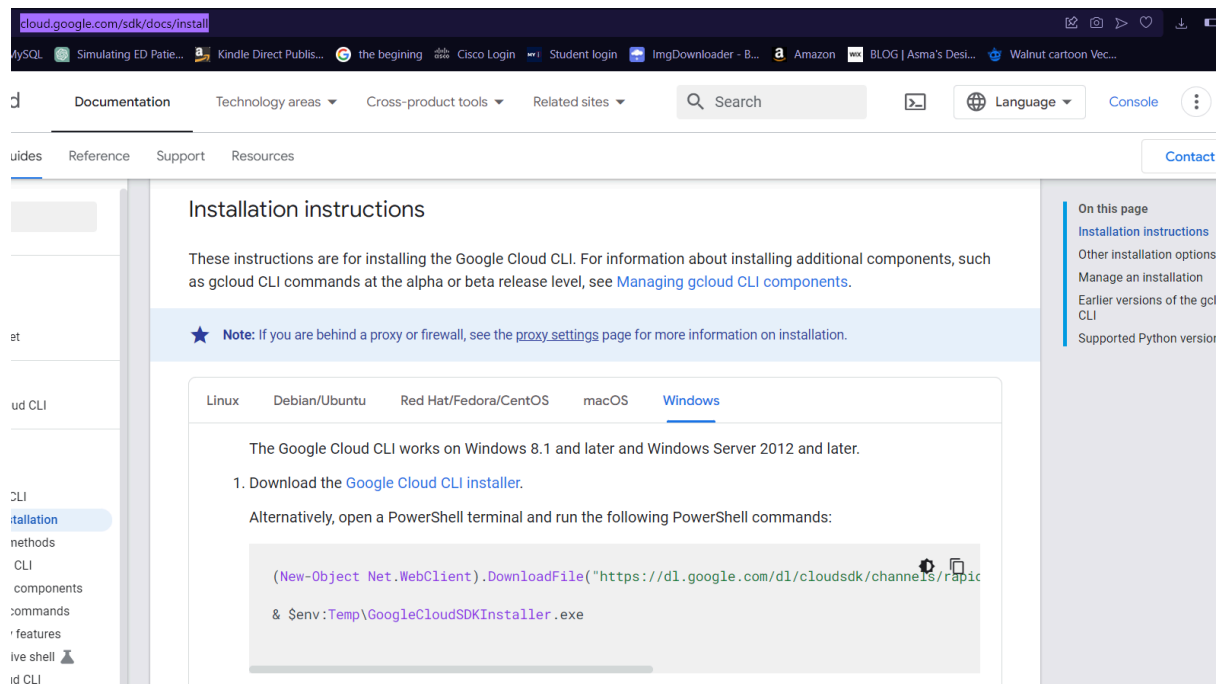 cloud.google.com/sdk/docs/install
MySQL Simulating ED Patie... Kindle Direct Publis... the begining Cisco Login Student login ImgDownloader - B... Amazon BLOG | Asma's Desi... Walnut cartoon Vec...
d Documentation Technology areas Cross-product tools Related sites Search Language Console
uides Reference Support Resources Contact
Installation instructions
These instructions are for installing the Google Cloud CLI. For information about installing additional components, such
as gcloud CLI commands at the alpha or beta release level, see Managing gcloud CLI components.
Note: If you are behind a proxy or firewall, see the proxy settings page for more information on installation.
Linux Debian/Ubuntu Red Hat/Fedora/CentOS macOS Windows
The Google Cloud CLI works on Windows 8.1 and later and Windows Server 2012 and later.
1. Download the Google Cloud CLI installer.
Alternatively, open a PowerShell terminal and run the following PowerShell commands:
(New-Object Net.WebClient).DownloadFile("https://dl.google.com/dl/cloudsdk/channels/rapid
& $env:Temp\GoogleCloudSDKInstaller.exe
et
ud CLI
CLI
stallation
methods
CLI
components
commands
features
ive shell
d CLI
On this page
Installation instructions
Other installation options
Manage an installation
Earlier versions of the gcl
CLI
Supported Python version